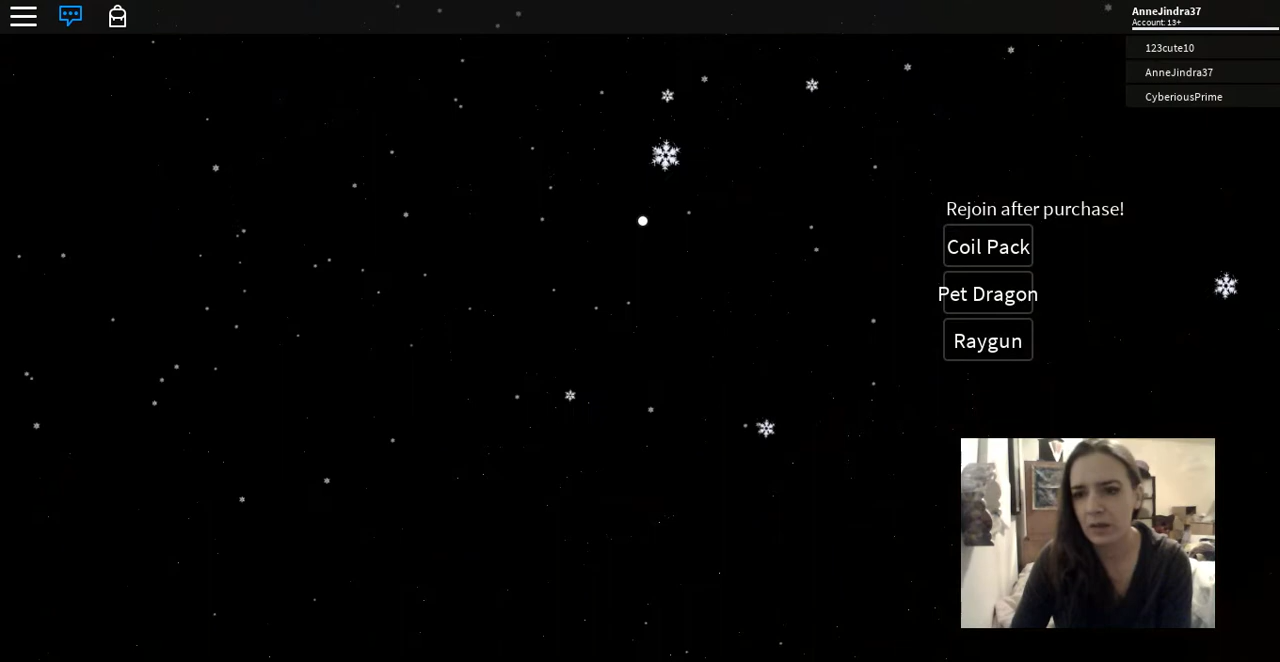 AnneJindra37
Account: 13+
123cute10
AnneJindra37
CyberiousPrime
Rejoin after purchase!
Coil Pack
Pet Dragon
Raygun